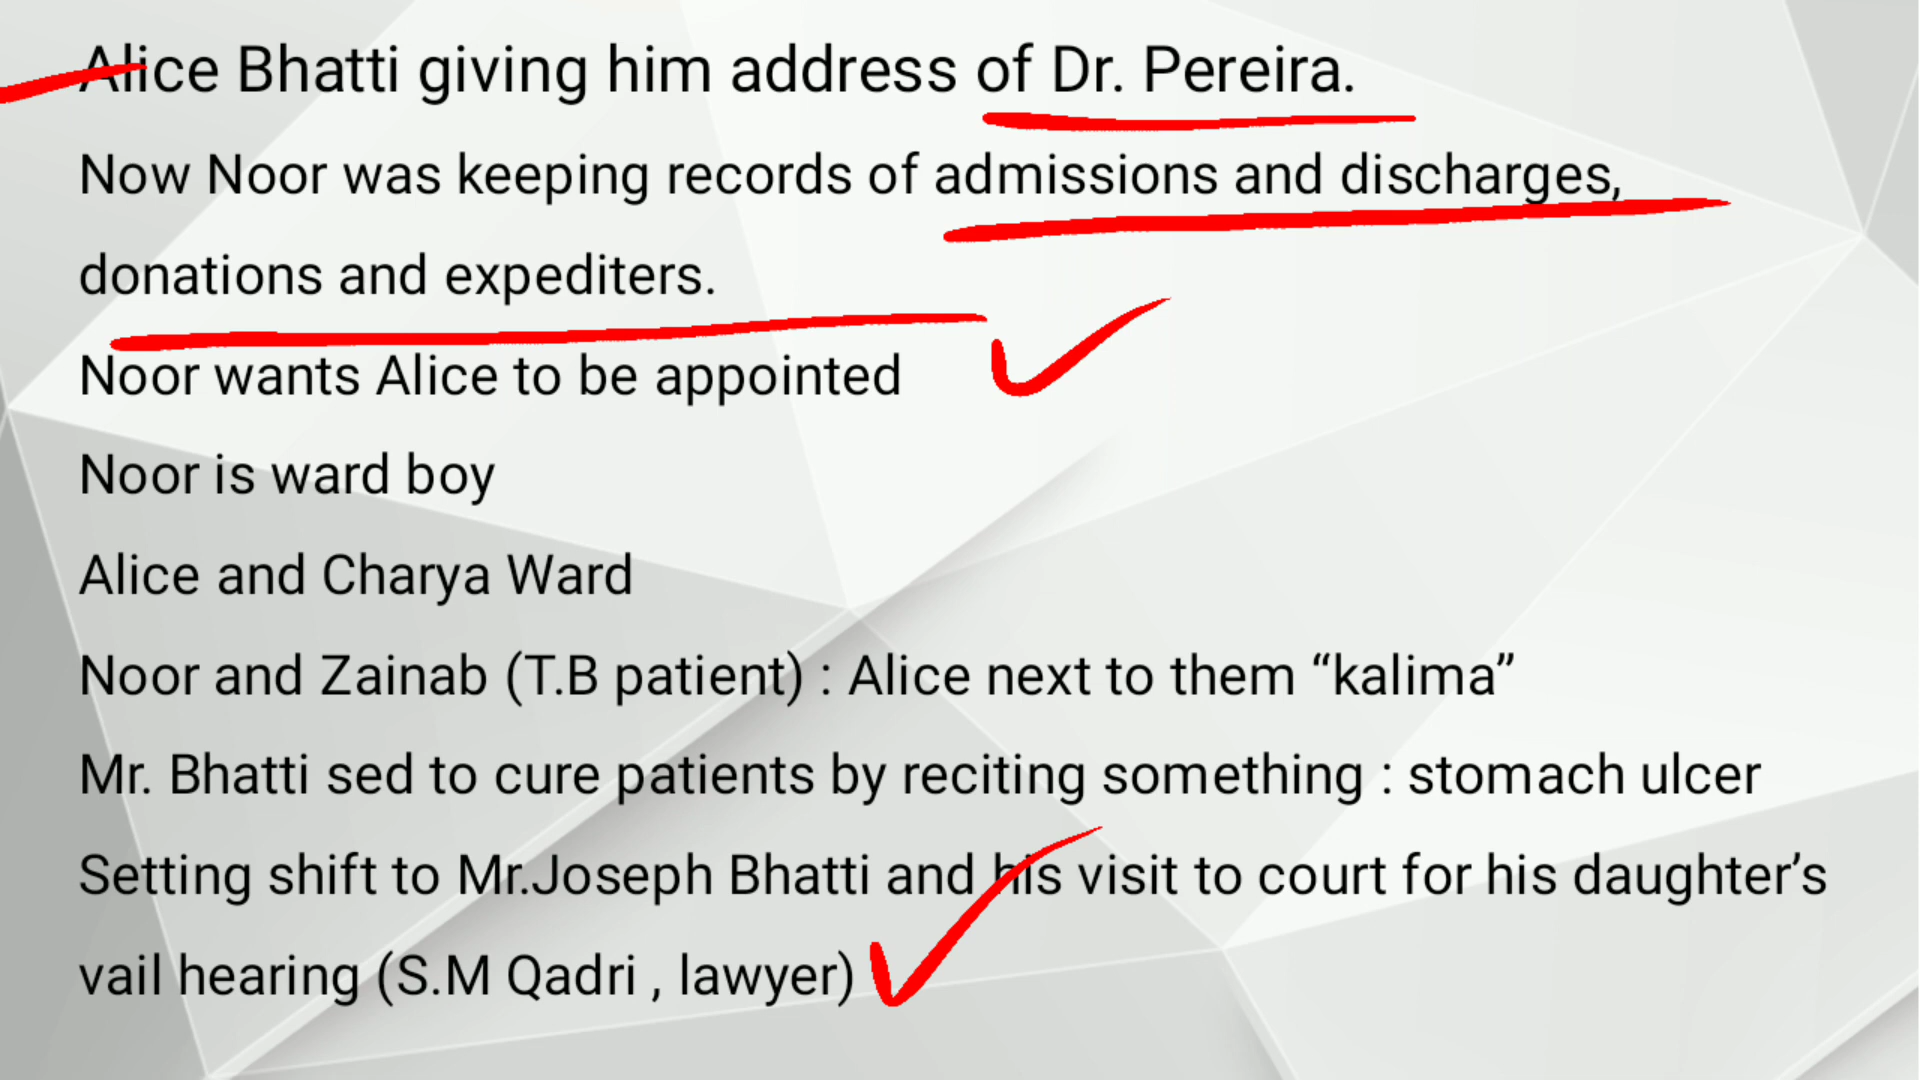 Alice Bhatti giving him address of Dr. Pereira.
Now Noor was keeping records of admissions and discharges,
donations and expediters.
Noor wants Alice to be appointed
Noor is ward boy
Alice and Charya Ward
Noor and Zainab (T.B patient) : Alice next to them “kalima”
Mr. Bhatti sed to cure patients by reciting something : stomach ulcer
Setting shift to Mr.Joseph Bhatti and his visit to court for his daughter’s
vail hearing (S.M Qadri , lawyer)